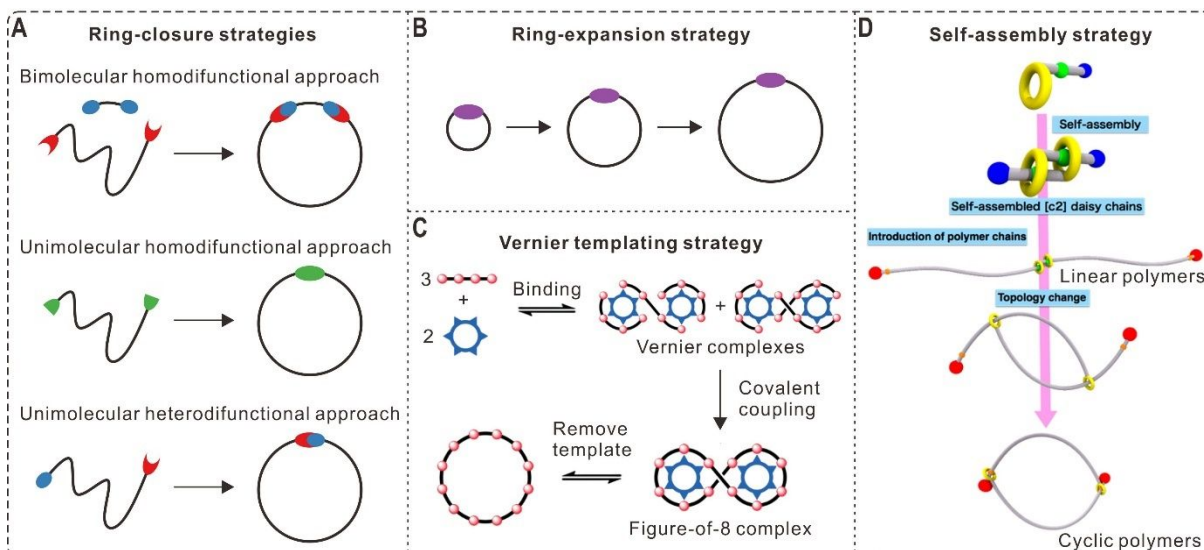 A
Ring-closure strategies
Bimolecular homodifunctional approach
Unimolecular homodifunctional approach
Unimolecular heterodifunctional approach
B
Ring-expansion strategy
C
Vernier templating strategy
3
+
2
Binding
+
Vernier complexes
Covalent
coupling
Remove
template
Figure-of-8 complex
D
Self-assembly strategy
Self-assembly
Self-assembled [c2] daisy chains
Introduction of polymer chains
Linear polymers
Topology change
Cyclic polymers